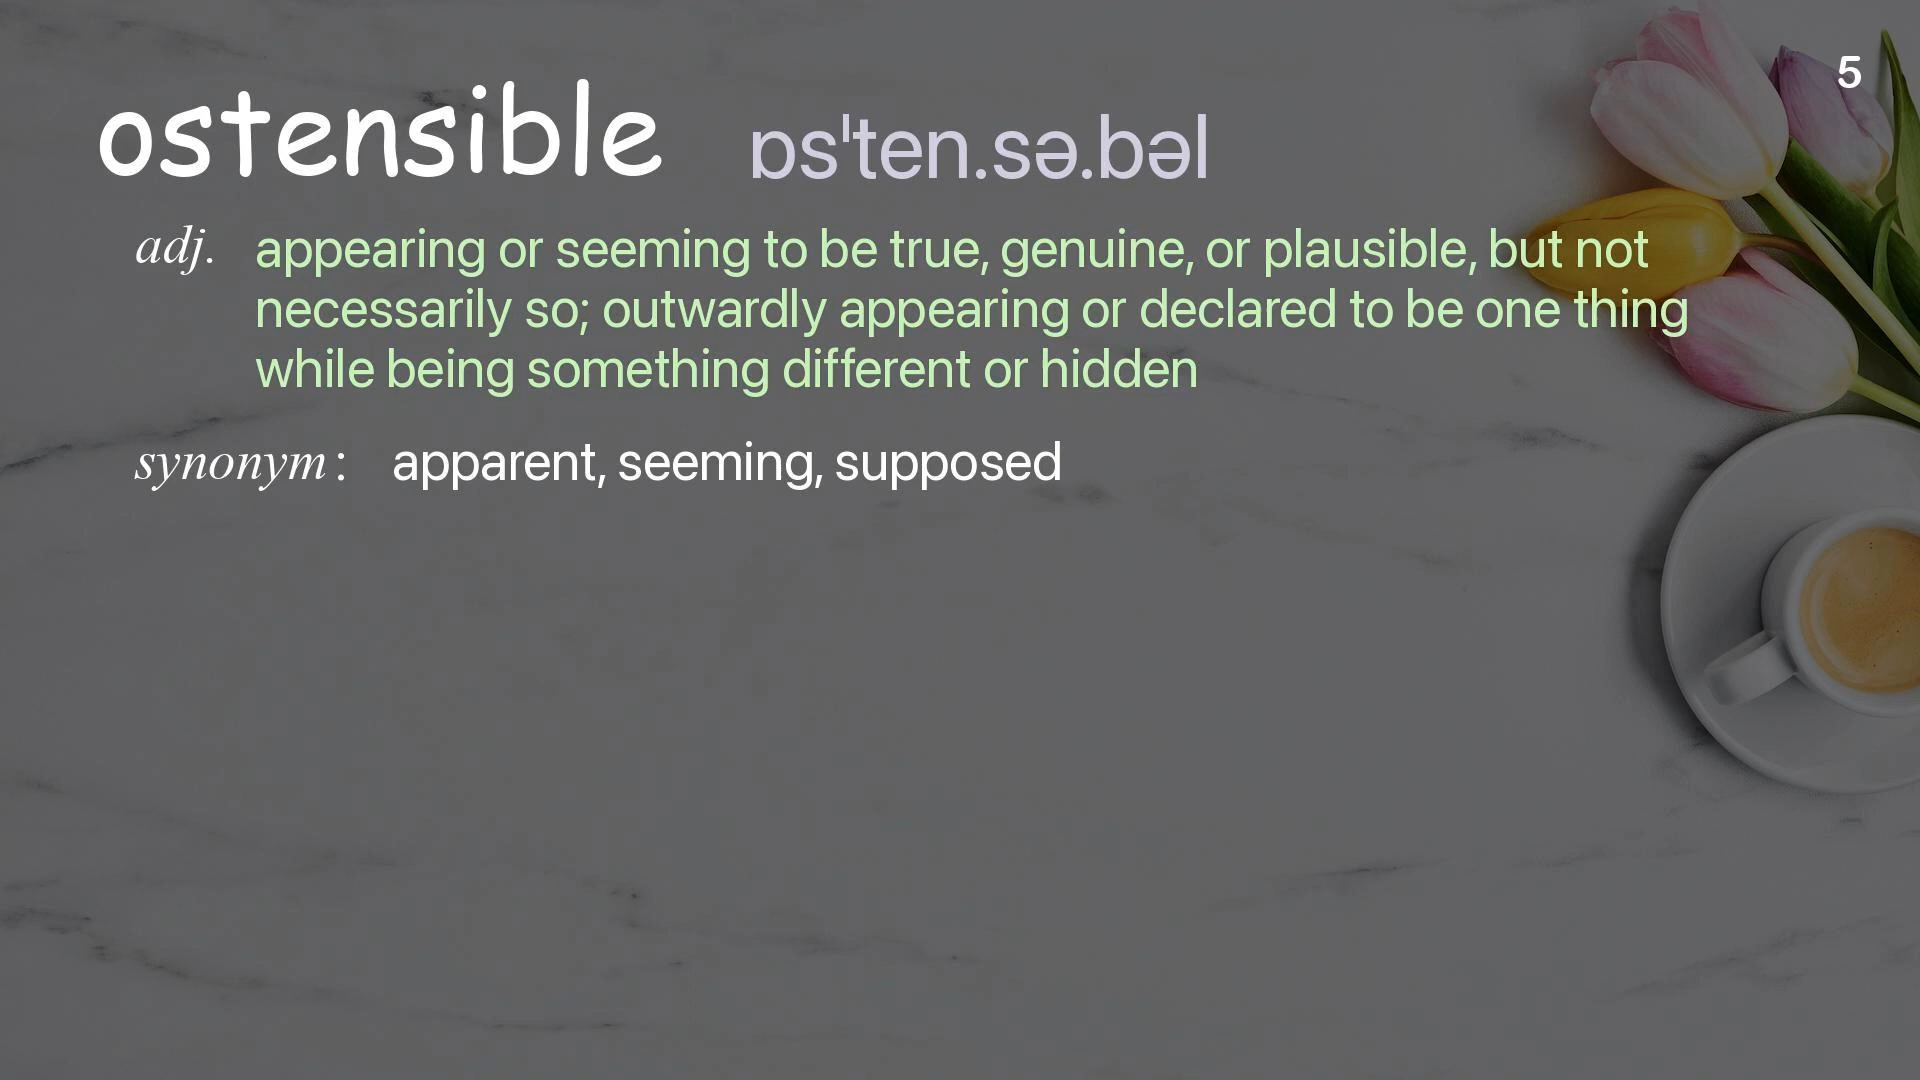 5
ostensible ɒsˈten.sə.bəl
adj. appearing or seeming to be true, genuine, or plausible, but not
necessarily so; outwardly appearing or declared to be one thing
while being something different or hidden
synonym : apparent, seeming, supposed